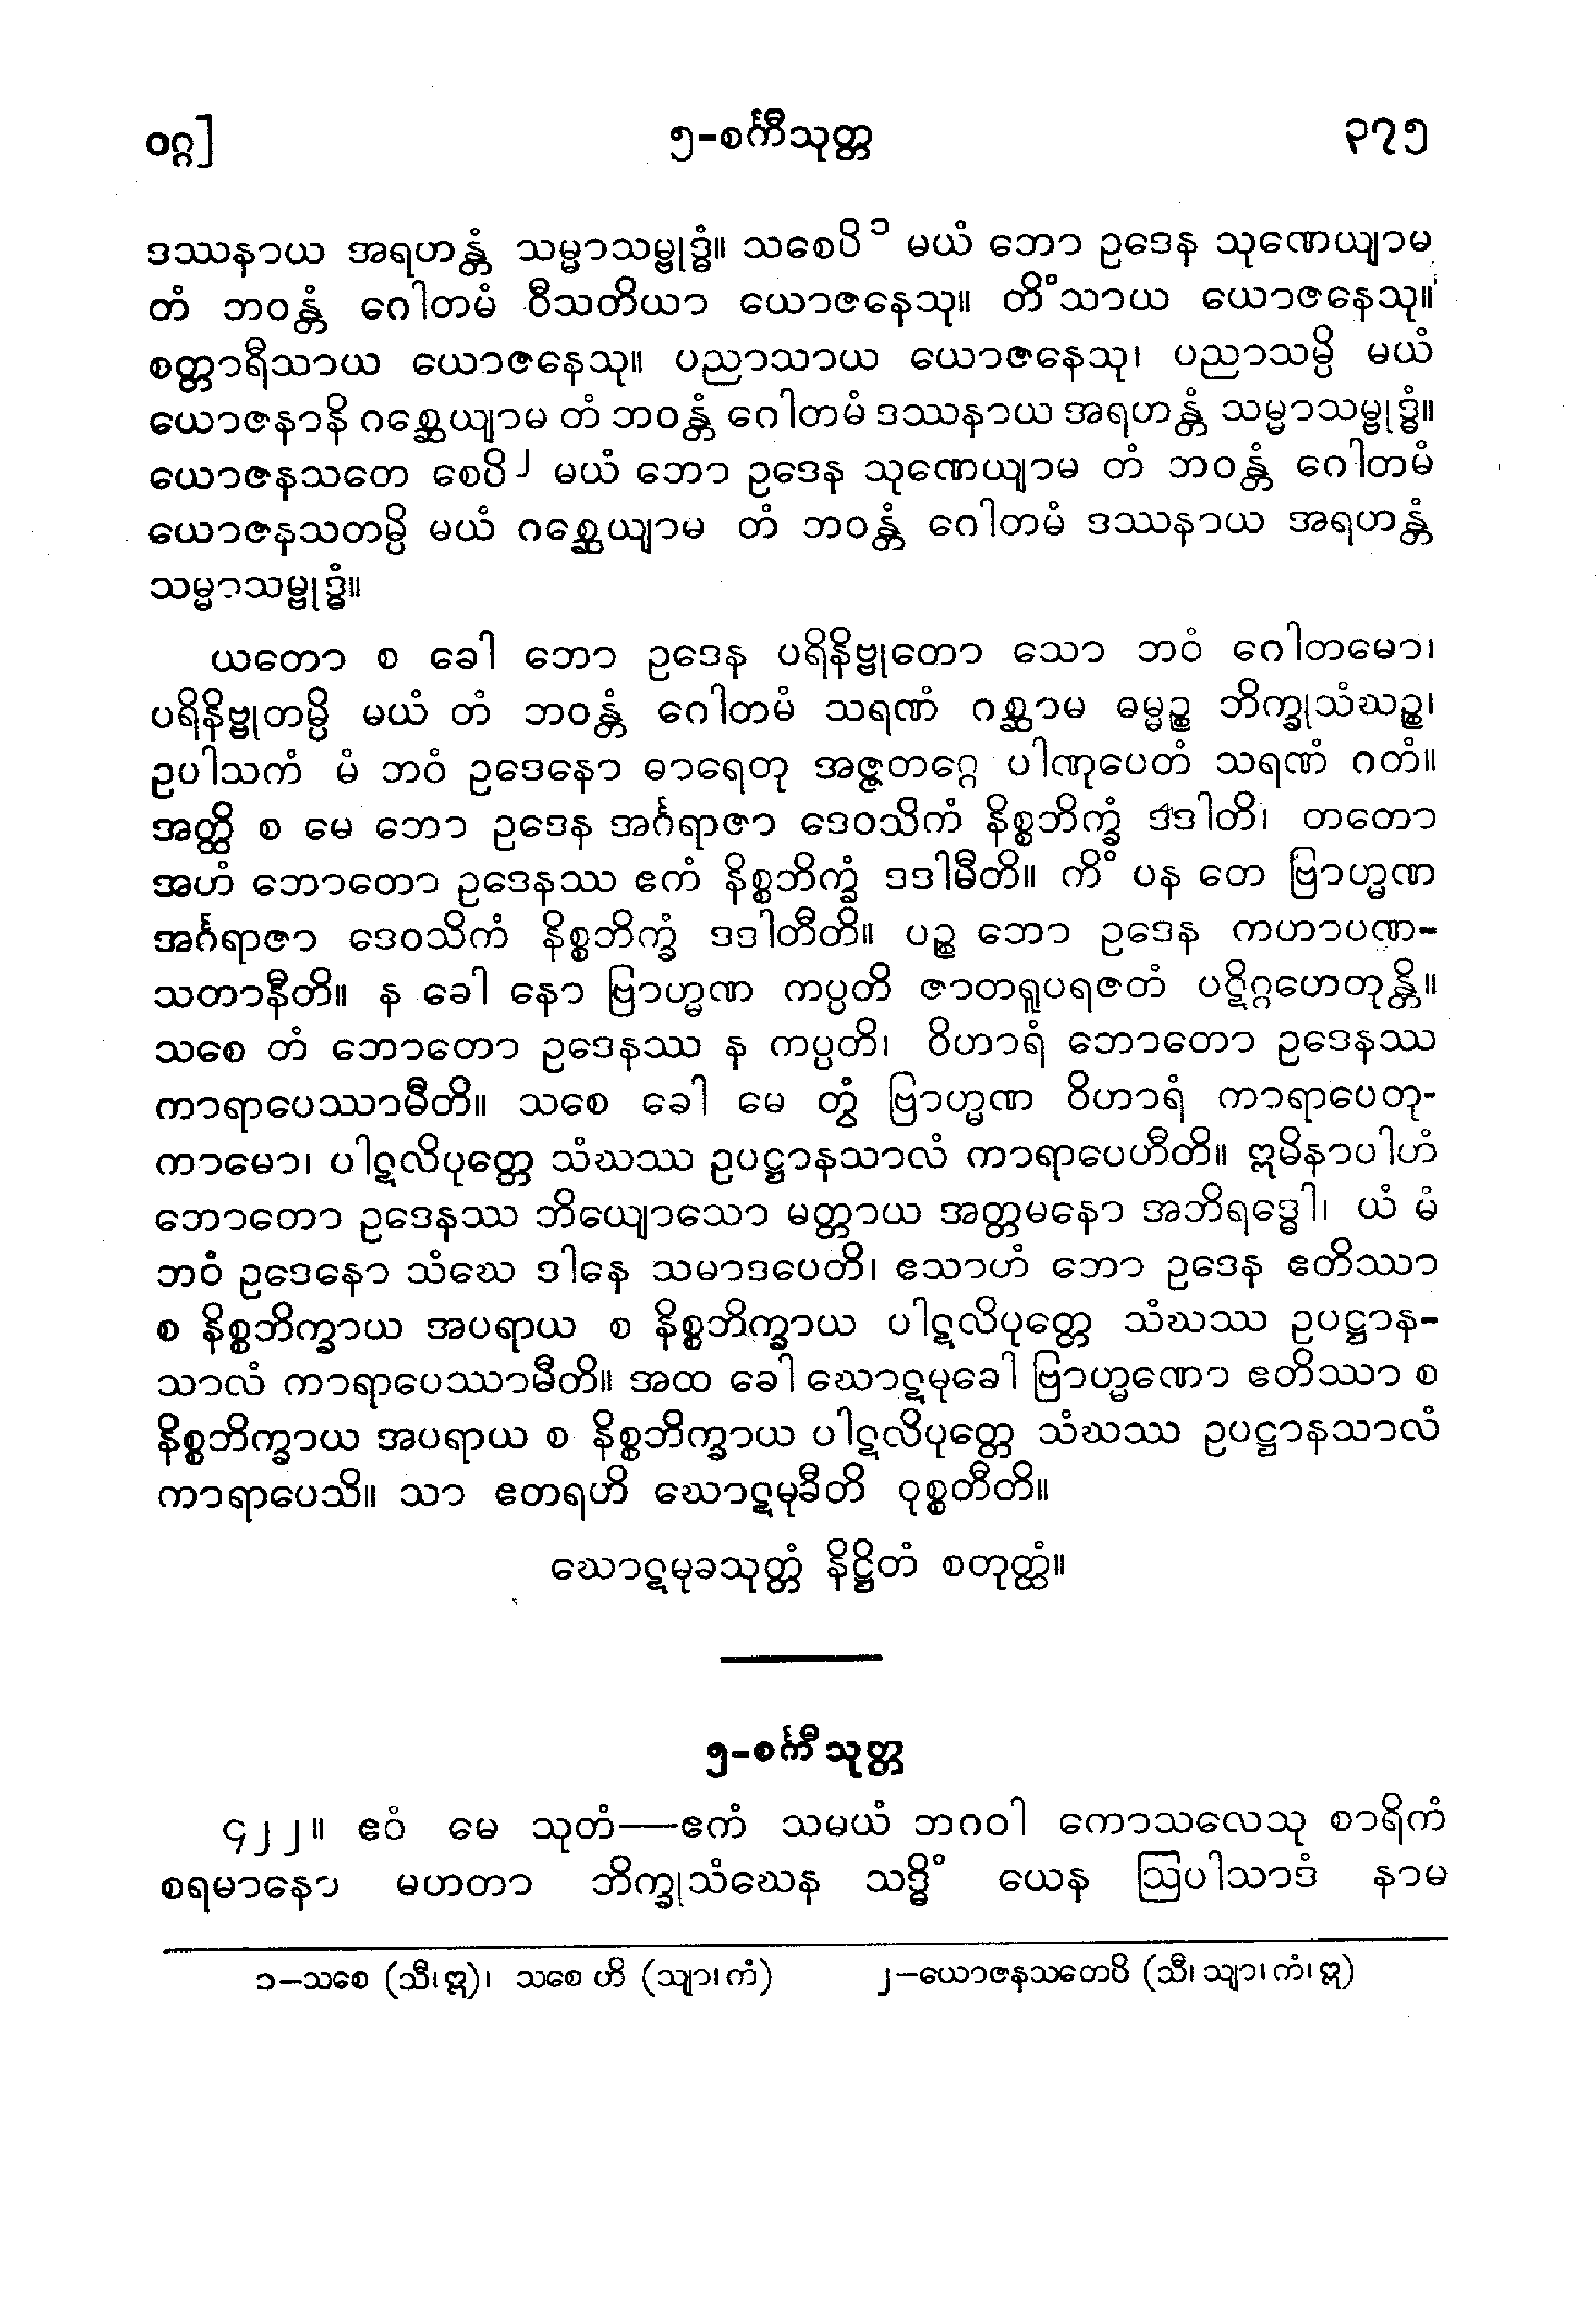 ဝဂ္ဂ]
၅-စင်္ကီသုတ္တ
၃၇၅
ဒဿနာယ အရဟန္တံ သမ္မာသမ္ဗုဒ္ဓံ။ သစေပိ ၁ မယံ ဘော ဥဒေန သုဏေယျာမ
တံ ဘဝန္တံ ဂေါတမံ ဝီသတိယာ ယောဇနေသု။ တိံသာယ ယောဇနေသု။
စတ္တာရီသာယ ယောဇနေသု။ ပညာသာယ ယောဇနေသု၊ ပညာသမ္ပိ မယံ
ယောဇနာနိ ဂစ္ဆေယျာမ တံ ဘဝန္တံ ဂေါတမံ ဒဿနာယ အရဟန္တံ သမ္မာသမ္ဗုဒ္ဓံ။
ယောဇနသတေ စေပိ ၂ မယံ ဘော ဥဒေန သုဏေယျာမ တံ ဘဝန္တံ ဂေါတမံ
ယောဇနသတမ္ပိ မယံ ဂစ္ဆေယျာမ တံ ဘဝန္တံ ဂေါတမံ ဒဿနာယ အရဟန္တံ
သမ္မာသမ္ဗုဒ္ဓံ။
ယတော စ ခေါ ဘော ဥဒေန ပရိနိဗ္ဗုတော သော ဘဝံ ဂေါတမော၊
ပရိနိဗ္ဗုတမ္ပိ မယံ တံ ဘဝန္တံ ဂေါတမံ သရဏံ ဂစ္ဆာမ ဓမ္မဉ္စ ဘိက္ခုသံဃဉ္စ၊
ဥပါသကံ မံ ဘဝံ ဥဒေနော ဓာရေတု အဇ္ဇတဂ္ဂေ ပါဏုပေတံ သရဏံ ဂတံ။
အတ္ထိ စ မေ ဘော ဥဒေန အင်္ဂရာဇာ ဒေဝသိကံ နိစ္စဘိက္ခံ ဒဒါတိ၊ တတော
အဟံ ဘောတော ဥဒေနဿ ဧကံ နိစ္စဘိက္ခံ ဒဒါမီတိ။ ကိံ ပန တေ ဗြာဟ္မဏ
အင်္ဂရာဇာ ဒေဝသိကံ နိစ္စဘိက္ခံ ဒဒါတီတိ။ ပဉ္စ ဘော ဥဒေန ကဟာပဏ-
သတာနီတိ။ န ခေါ နော ဗြာဟ္မဏ ကပ္ပတိ ဇာတရူပရဇတံ ပဋိဂ္ဂဟေတုန္တိ။
သစေ တံ ဘောတော ဥဒေနဿ န ကပ္ပတိ၊ ဝိဟာရံ ဘောတော ဥဒေနဿ
ကာရာပေဿာမီတိ။ သစေ ခေါ မေ တွံ ဗြာဟ္မဏ ဝိဟာရံ ကာရာပေတု-
ကာမော၊ ပါဋလိပုတ္တေ သံဃဿ ဥပဋ္ဌာနသာလံ ကာရာပေဟီတိ။ ဣမိနာပါဟံ
ဘောတော ဥဒေနဿ ဘိယျောသော မတ္တာယ အတ္တမနော အဘိရဒ္ဓေါ၊ ယံ မံ
ဘဝံ ဥဒေနော သံဃေ ဒါနေ သမာဒပေတိ၊ ဧသာဟံ ဘော ဥဒေန ဧတိဿာ
စ နိစ္စဘိက္ခာယ အပရာယ စ နိစ္စဘိက္ခာယ ပါဋလိပုတ္တေ သံဃဿ ဥပဋ္ဌာန-
သာလံ ကာရာပေဿာမီတိ။ အထ ခေါ ဃောဋမုခေါ ဗြာဟ္မဏော ဧတိဿာ စ
နိစ္စဘိက္ခာယ အပရာယ စ နိစ္စဘိက္ခာယ ပါဋလိပုတ္တေ သံဃဿ ဥပဋ္ဌာနသာလံ
ကာရာပေသိ။ သာ ဧတရဟိ ဃောဋမုခီတိ ဝုစ္စတီတိ။
ဃောဋမုခသုတ္တံ နိဋ္ဌိတံ စတုတ္ထံ။
၅-စင်္ကီသုတ္တ
၄၂၂။ ဧဝံ မေ သုတံ—ဧကံ သမယံ ဘဂဝါ ကောသလေသု စာရိကံ
စရမာနော မဟတာ ဘိက္ခုသံဃေန သဒ္ဓိံ ယေန ဩပါသာဒံ နာမ
၁-သစေ (သီ၊ဣ)၊ သစေ ဟိ (သျာ၊ကံ) ၂-ယောဇနသတေပိ (သီ၊သျာ၊ကံ၊ဣ)